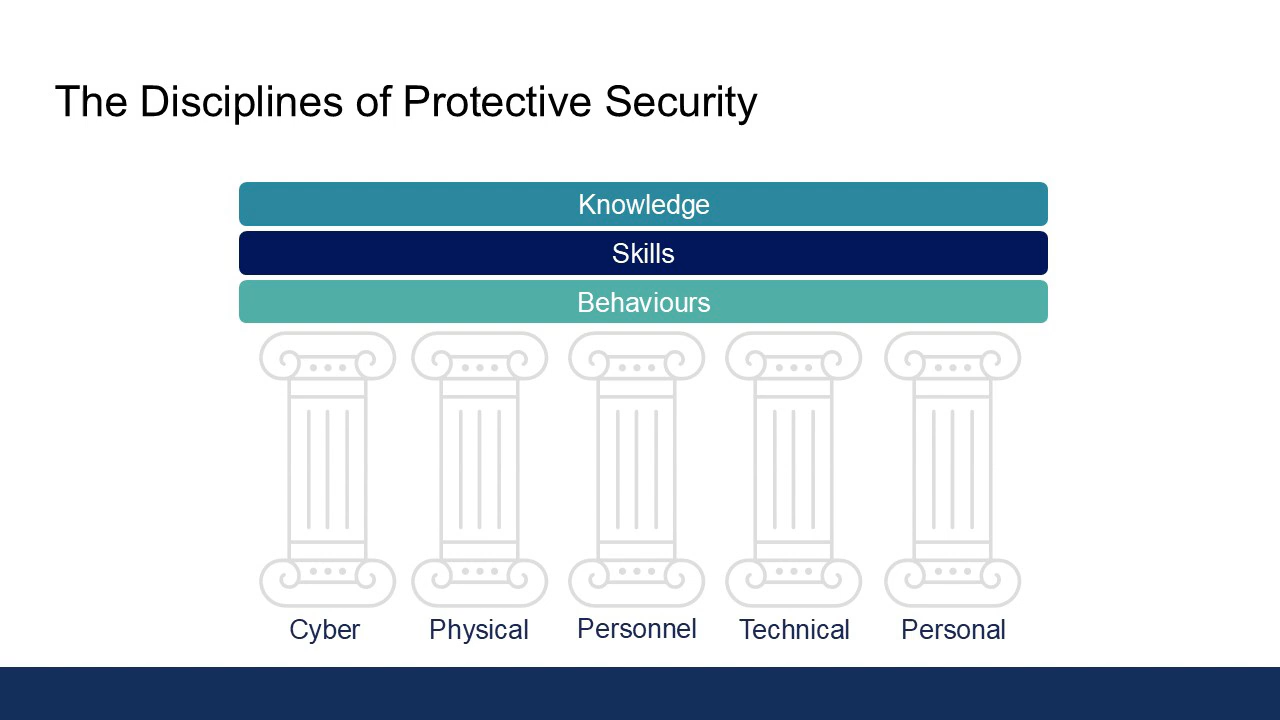 The Disciplines of Protective Security
Knowledge
Skills
Behaviours
Cyber
Physical
Personnel
Technical
Personal